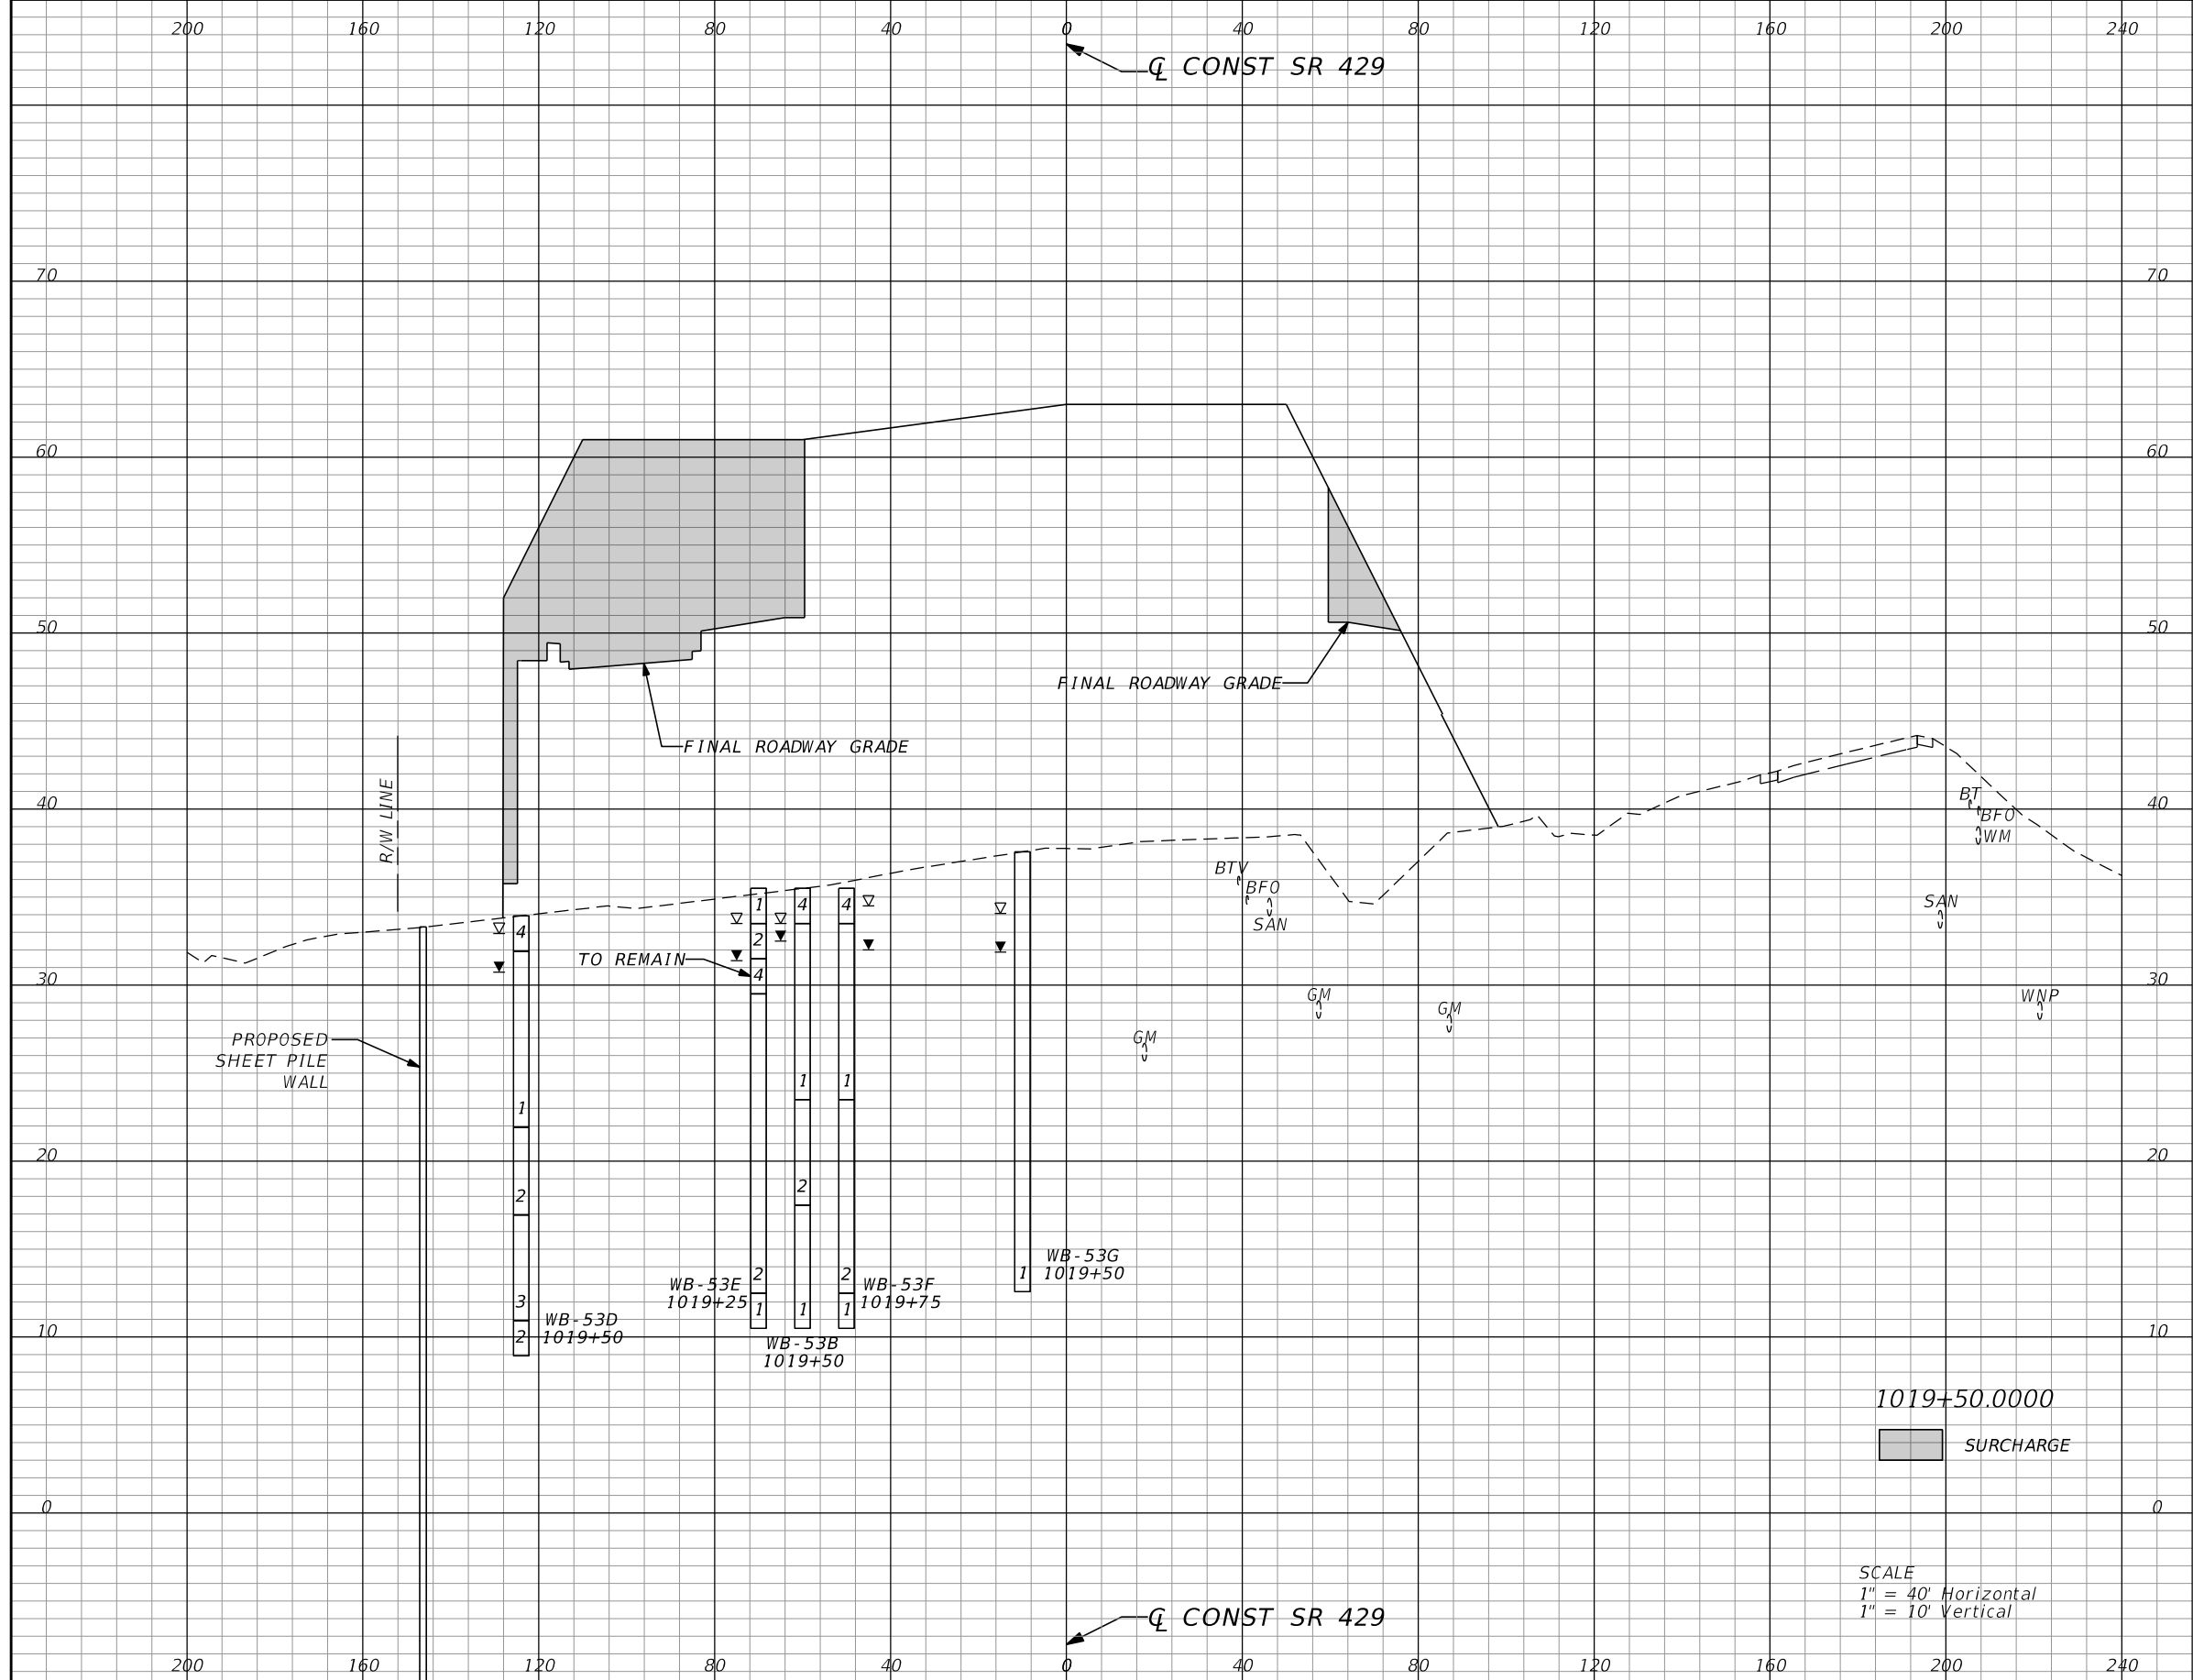 200 160 120 80 40 0 40 80 120 160 200 240
℄ CONST SR 429
70 70
60 60
50 50
FINAL ROADWAY GRADE
FINAL ROADWAY GRADE
R/W LINE
40 40
BT
BFO
WM
BTV
BFO
SAN
SAN
1 4 4
4
2
TO REMAIN
4
30 30
GM
GM
WNP
GM
PROPOSED
SHEET PILE
WALL
1 1
1
20 20
2
2
WB-53G
1019+50
1
2 2
WB-53E
1019+25
WB-53F
1019+75
3
1 1 1
WB-53D
1019+50
2
10 10
WB-53B
1019+50
1019+50.0000
SURCHARGE
0 0
SCALE
1" = 40' Horizontal
1" = 10' Vertical
℄ CONST SR 429
200 160 120 80 40 0 40 80 120 160 200 240